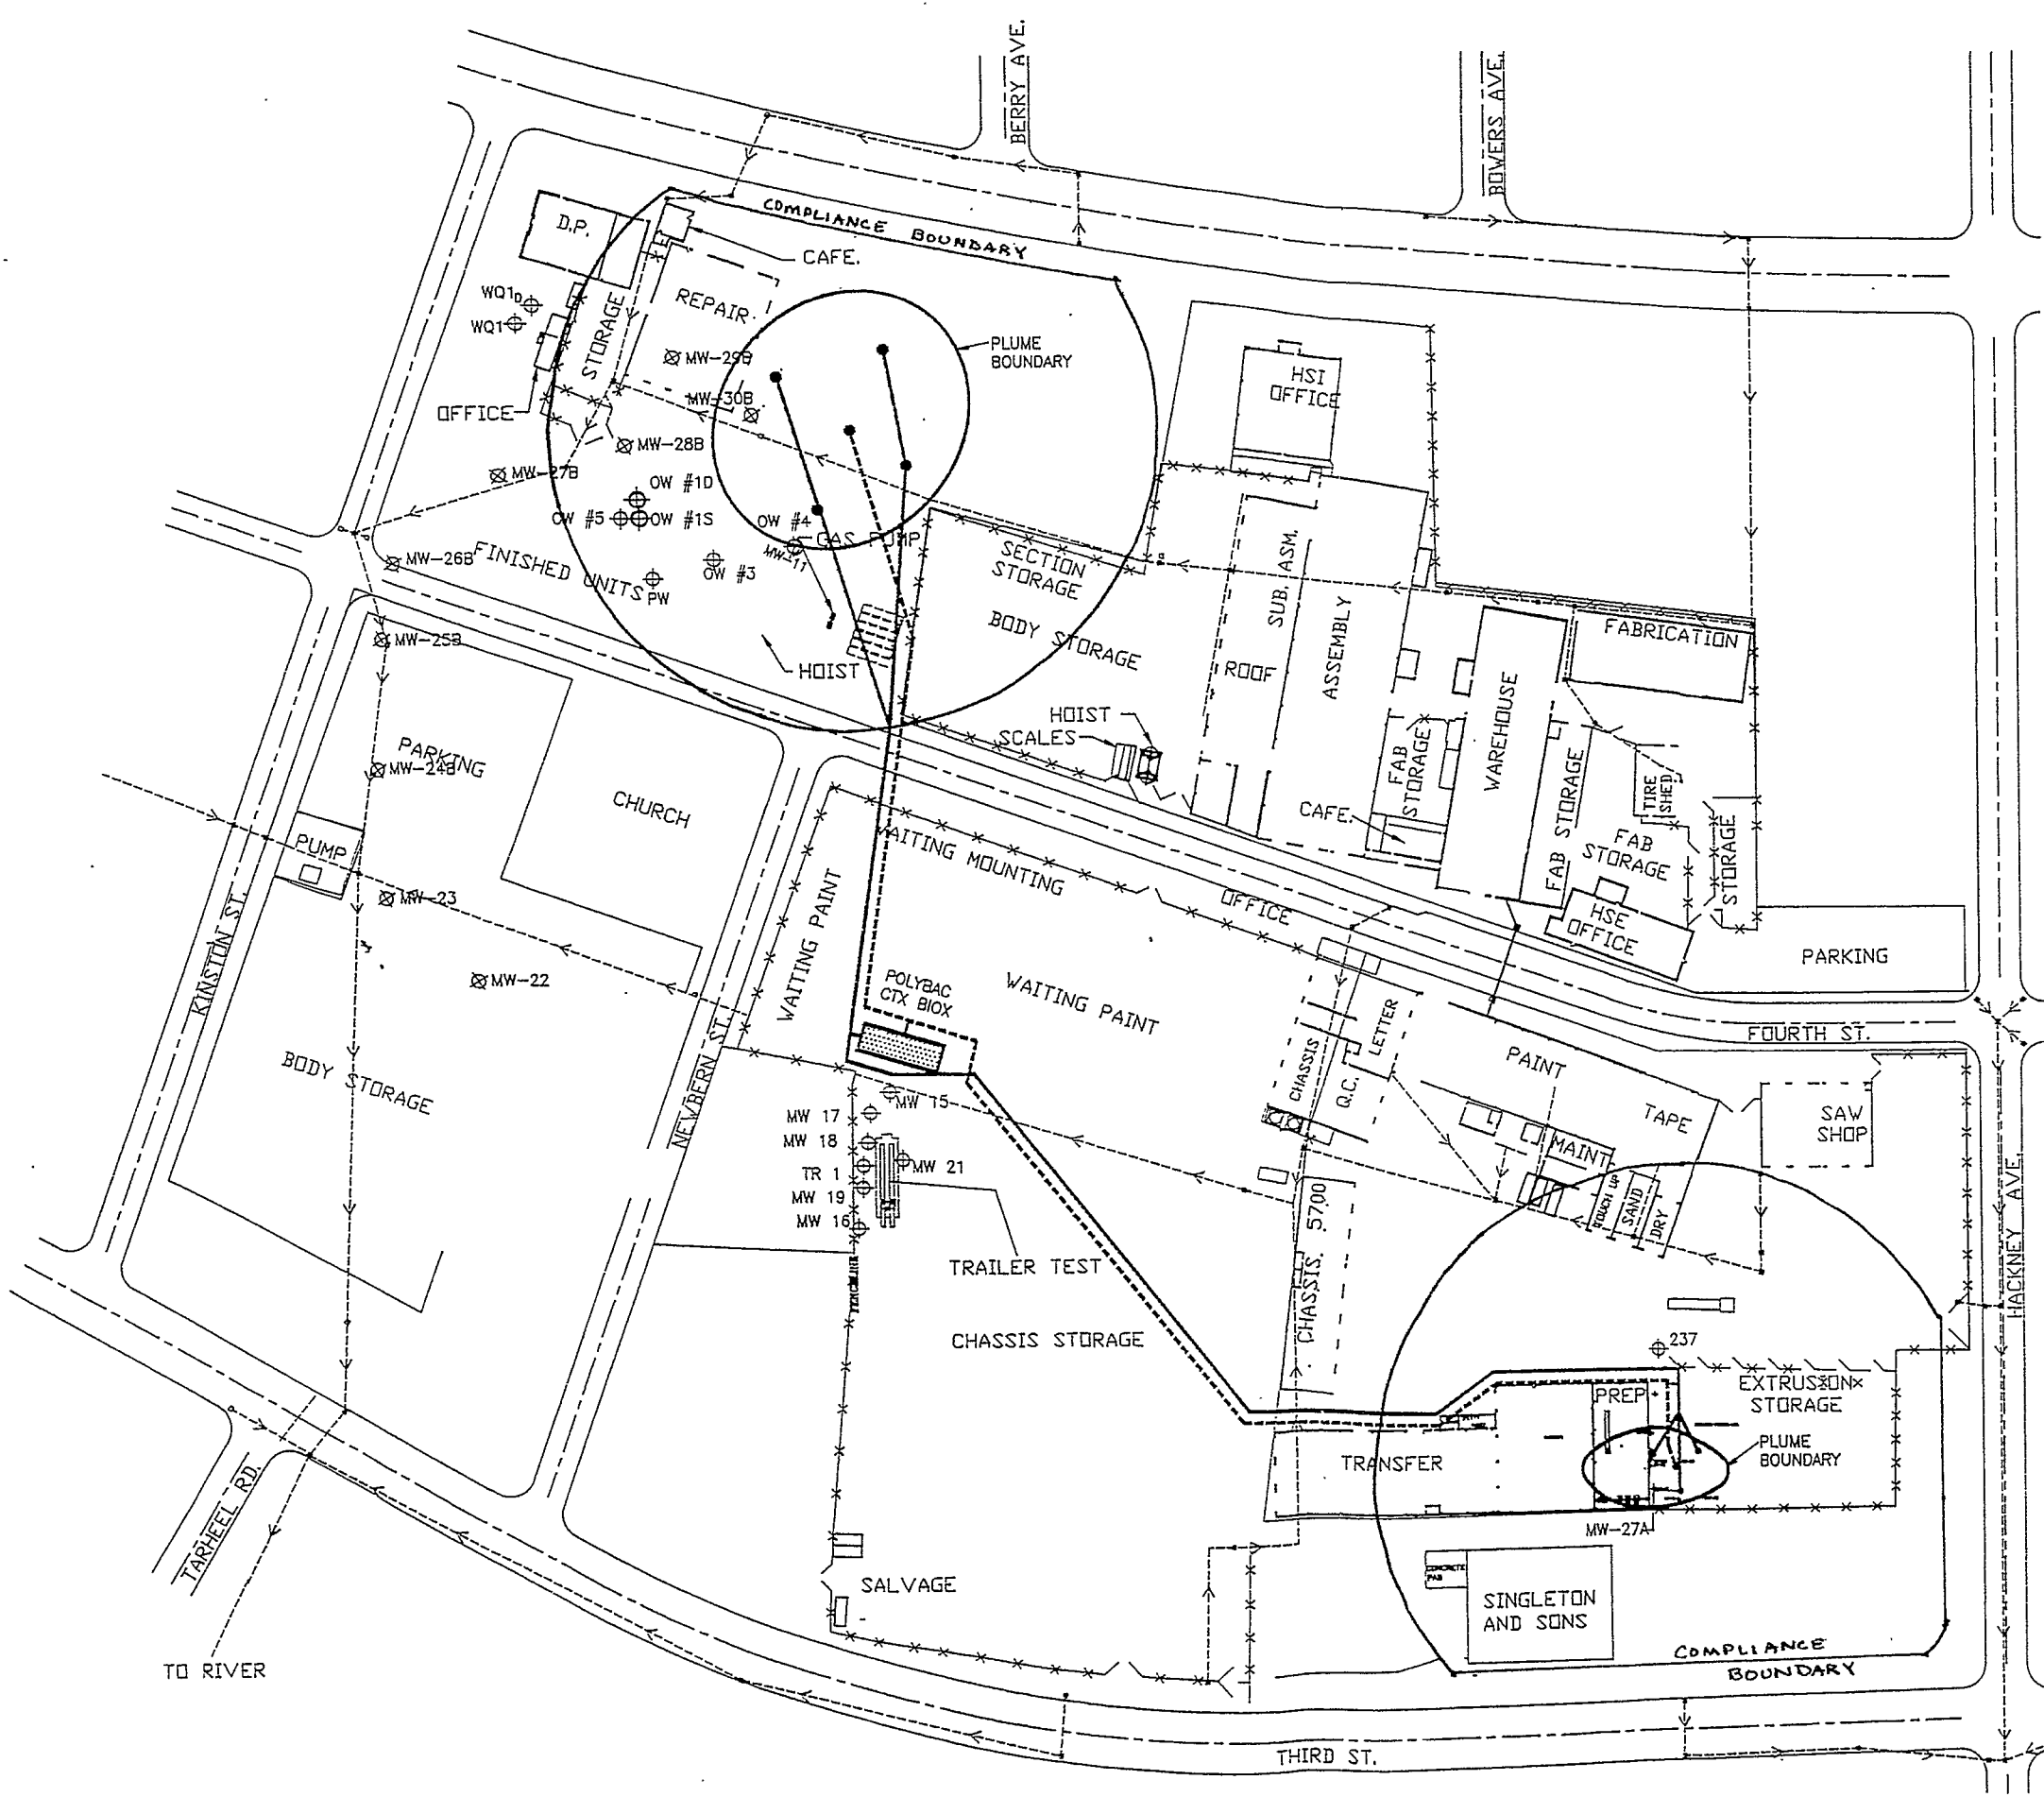 BERRY AVE.
BOWERS AVE.
COMPLIANCE BOUNDARY
D.P.
CAFE.
WQ1D
WQ1
STORAGE
REPAIR
PLUME
BOUNDARY
MW-29B
MW-30B
OFFICE
MW-28B
MW-27B
HSI
OFFICE
OW #1D
OW #5
OW #1S
OW #4
GAS PUMP
MW-11
MW-26B
FINISHED UNITS
PW
OW #3
SECTION
STORAGE
BODY STORAGE
SUB. ASM.
ROOF
ASSEMBLY
FABRICATION
MW-25B
HOIST
HOIST
SCALES
FAB
STORAGE
WAREHOUSE
FAB STORAGE
TIRE
SHED
FAB
STORAGE
STORAGE
CAFE.
PARKING
MW-24B
CHURCH
PUMP
MW-23
MW-22
KINSTON ST.
BODY STORAGE
NEWBERN ST.
WAITING PAINT
WAITING MOUNTING
OFFICE
HSE
OFFICE
PARKING
POLYBAC
CTX BIOX
WAITING PAINT
CHASSIS
Q.C.
LETTER
FOURTH ST.
PAINT
TAPE
SAW
SHOP
MAINT.
TOUCH UP
SAND
DRY
MW 15
MW 17
MW 18
TR 1
MW 21
MW 19
MW 16
TRAILER TEST
CHASSIS STORAGE
CHASSIS. 5700
HACKNEY AVE.
237
PREP
EXTRUSION
STORAGE
PLUME
BOUNDARY
TRANSFER
MW-27A
CONCRETE
PAD
SINGLETON
AND SONS
COMPLIANCE
BOUNDARY
SALVAGE
TARHEEL RD.
TO RIVER
THIRD ST.